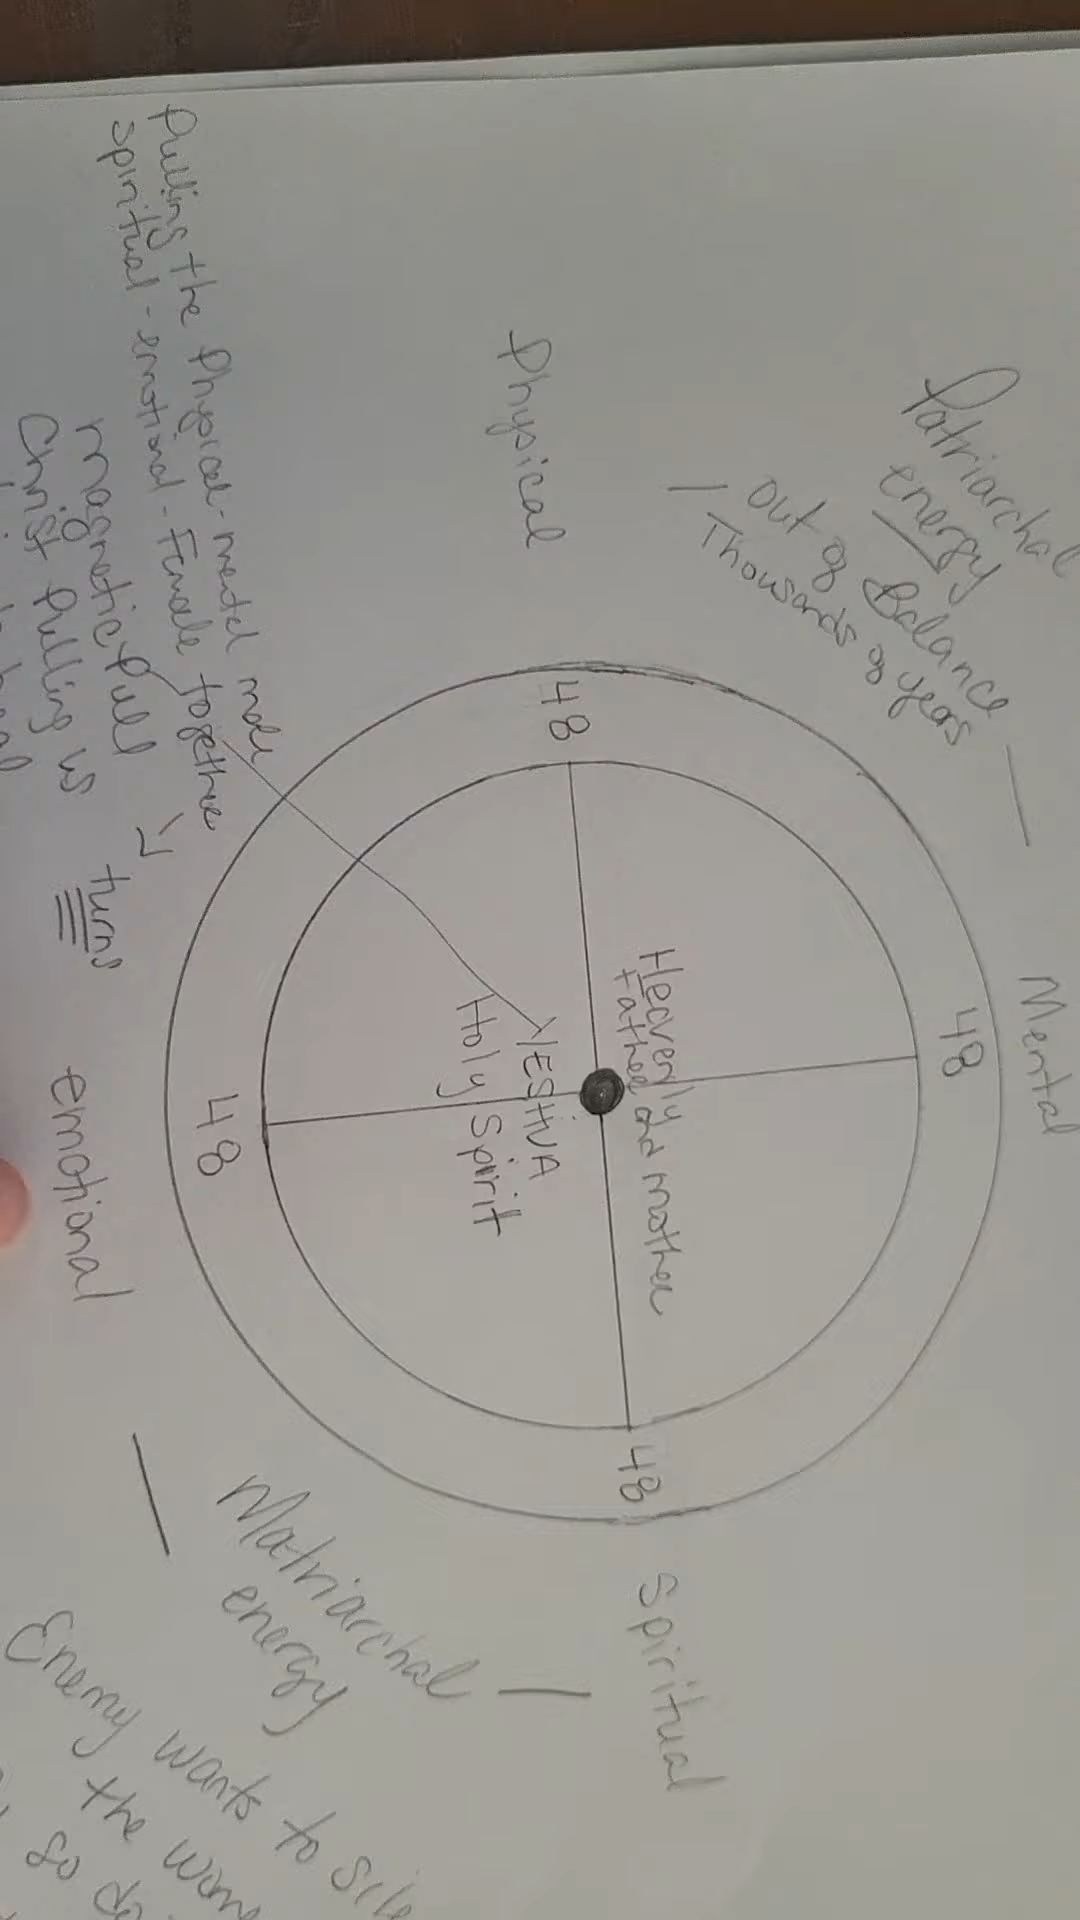 Patriarchal
energy
out of Balance
Thousands of years
Mental
48
Physical
48
Heavenly
Father and Mother
48
Spiritual
YESHUA
Holy Spirit
48
emotional
Matriarchal
energy
Pulling the Physical-mental male
Spiritual-emotional-Female together
magnetic pull
turns
Christ Pulling us
Enemy wants to
the
so